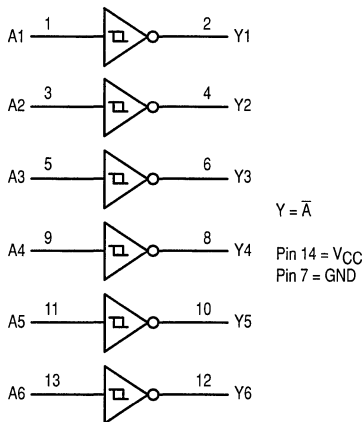 A1 1 2 Y1
A2 3 4 Y2
A3 5 6 Y3
Y = A̅
A4 9 8 Y4
Pin 14 = VCC
Pin 7 = GND
A5 11 10 Y5
A6 13 12 Y6